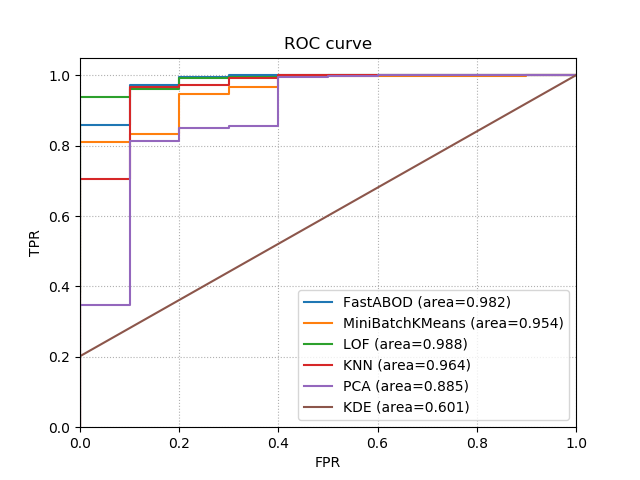 ROC curve
1.0
0.8
0.6
0.4
0.2
0.0
TPR
FastABOD (area=0.982)
MiniBatchKMeans (area=0.954)
LOF (area=0.988)
KNN (area=0.964)
PCA (area=0.885)
KDE (area=0.601)
0.0 0.2 0.4 0.6 0.8 1.0
FPR